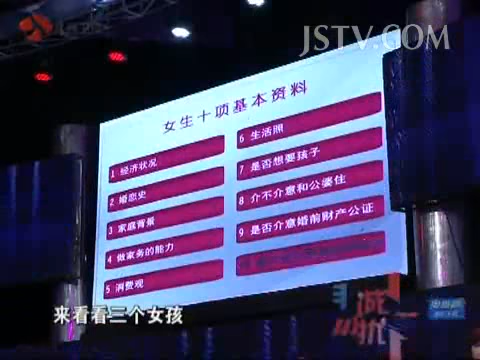 JSTV.COM
女生十项基本资料
1 经济状况
2 婚恋史
3 家庭背景
4 做家务的能力
5 消费观
6 生活照
7 是否想要孩子
8 介不介意和公婆住
9 是否介意婚前财产公证
来看看三个女孩